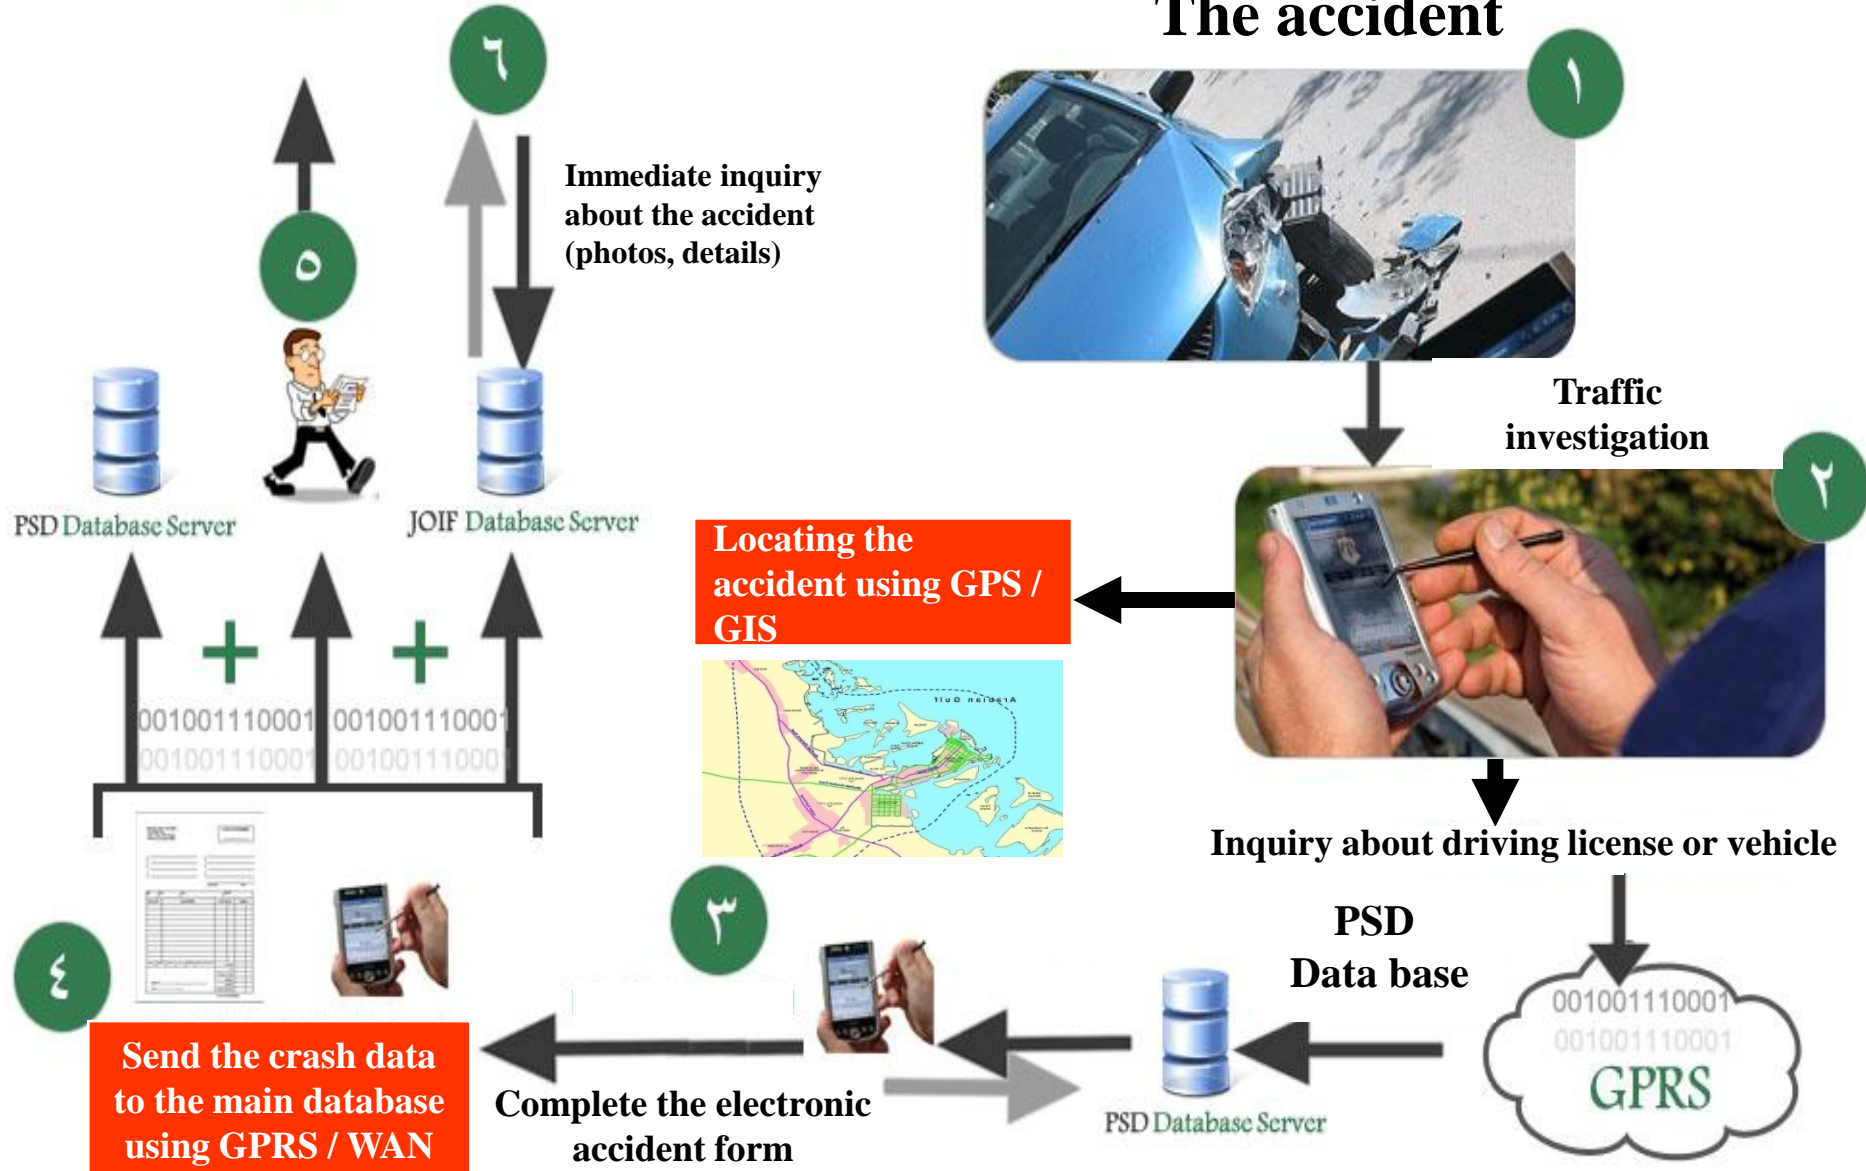 The accident
١
Traffic
investigation
٢
Locating the
accident using GPS /
GIS
Arabian Gulf
Inquiry about driving license or vehicle
001001110001
001001110001
GPRS
PSD
Data base
PSD Database Server
٣
Complete the electronic
accident form
٤
Send the crash data
to the main database
using GPRS / WAN
001001110001 001001110001
001001110001 001001110001
PSD Database Server
٥
JOIF Database Server
٦
Immediate inquiry
about the accident
(photos, details)